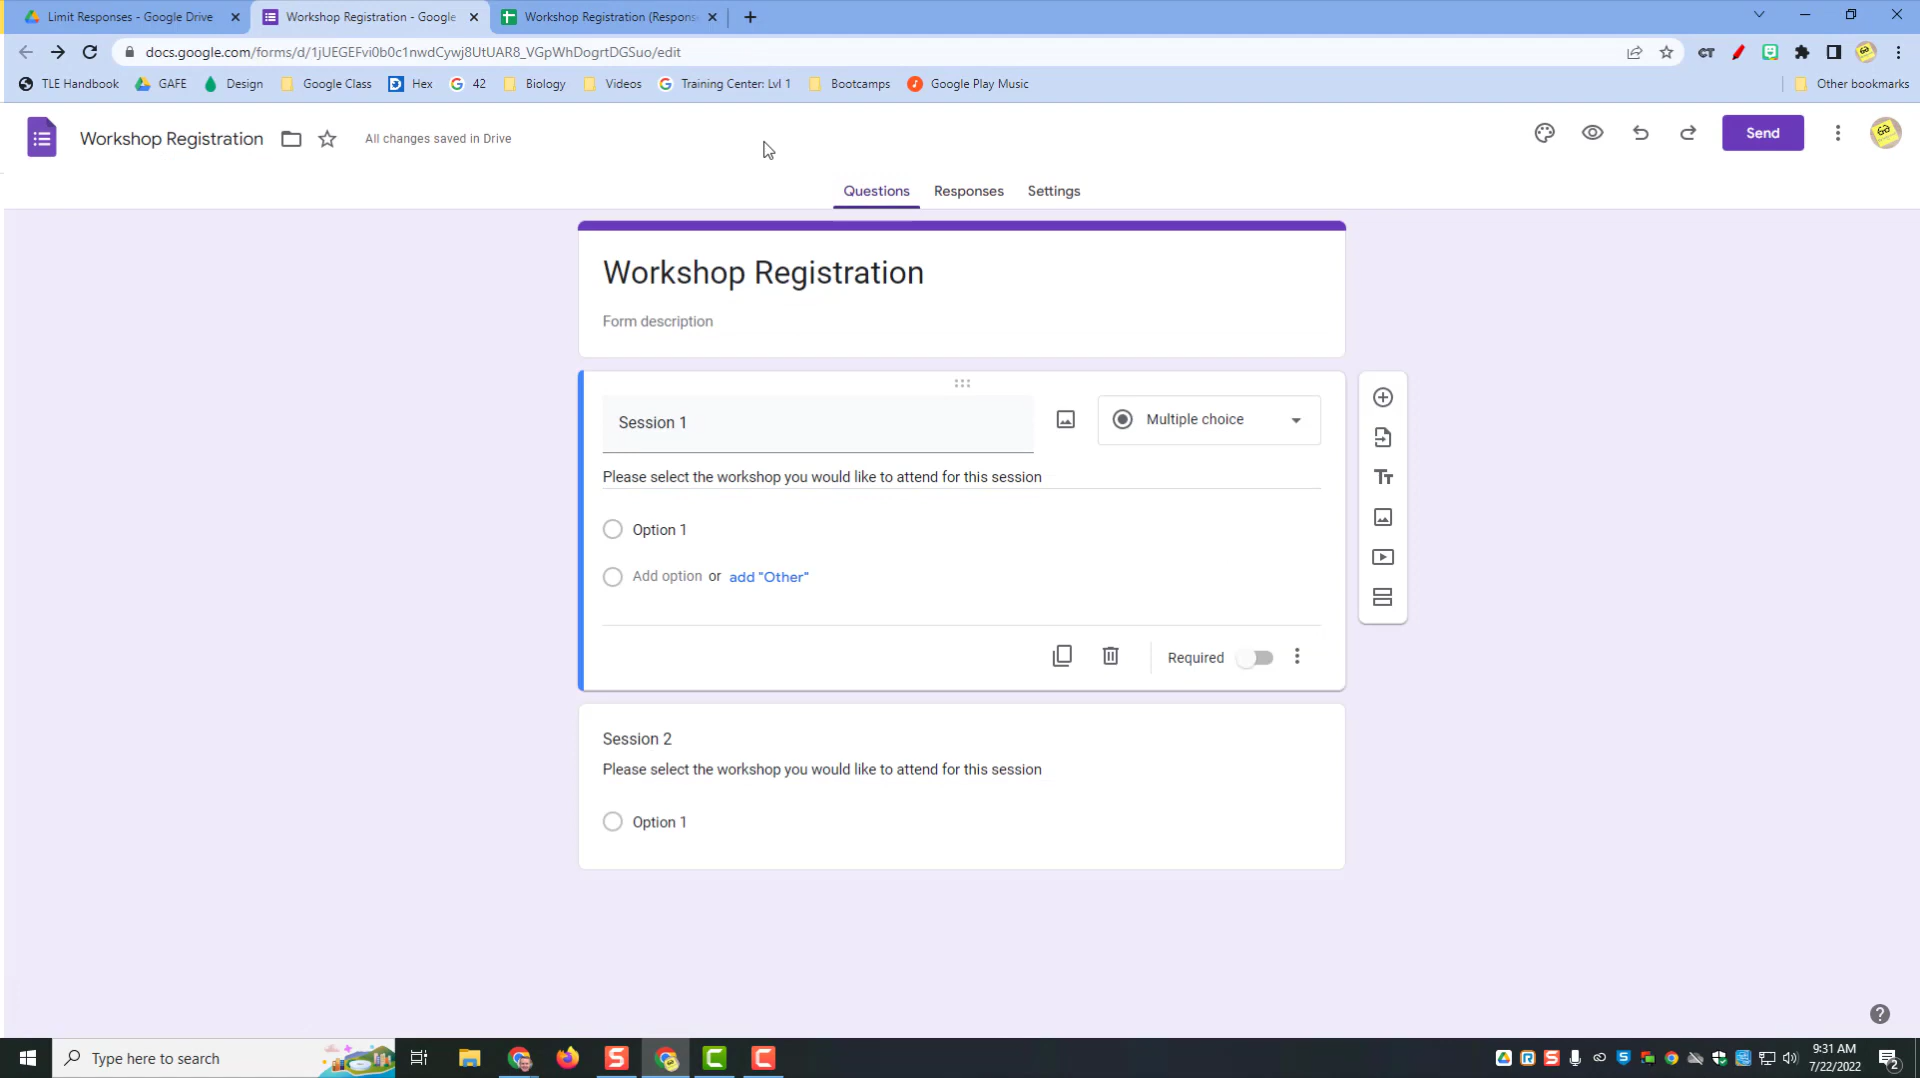 Limit Responses - Google Drive
Workshop Registration - Google
Workshop Registration (Respons
docs.google.com/forms/d/1jUEGEFvi0b0c1nwdCywj8UtUAR8_VGpWhDogrtDGSuo/edit
TLE Handbook
GAFE
Design
Google Class
Hex
42
Biology
Videos
Training Center: Lvl 1
Bootcamps
Google Play Music
Other bookmarks
Workshop Registration
All changes saved in Drive
Send
Questions
Responses
Settings
Workshop Registration
Form description
Session 1
Multiple choice
Please select the workshop you would like to attend for this session
Option 1
Add option or add "Other"
Required
Session 2
Please select the workshop you would like to attend for this session
Option 1
Type here to search
9:31 AM
7/22/2022
2